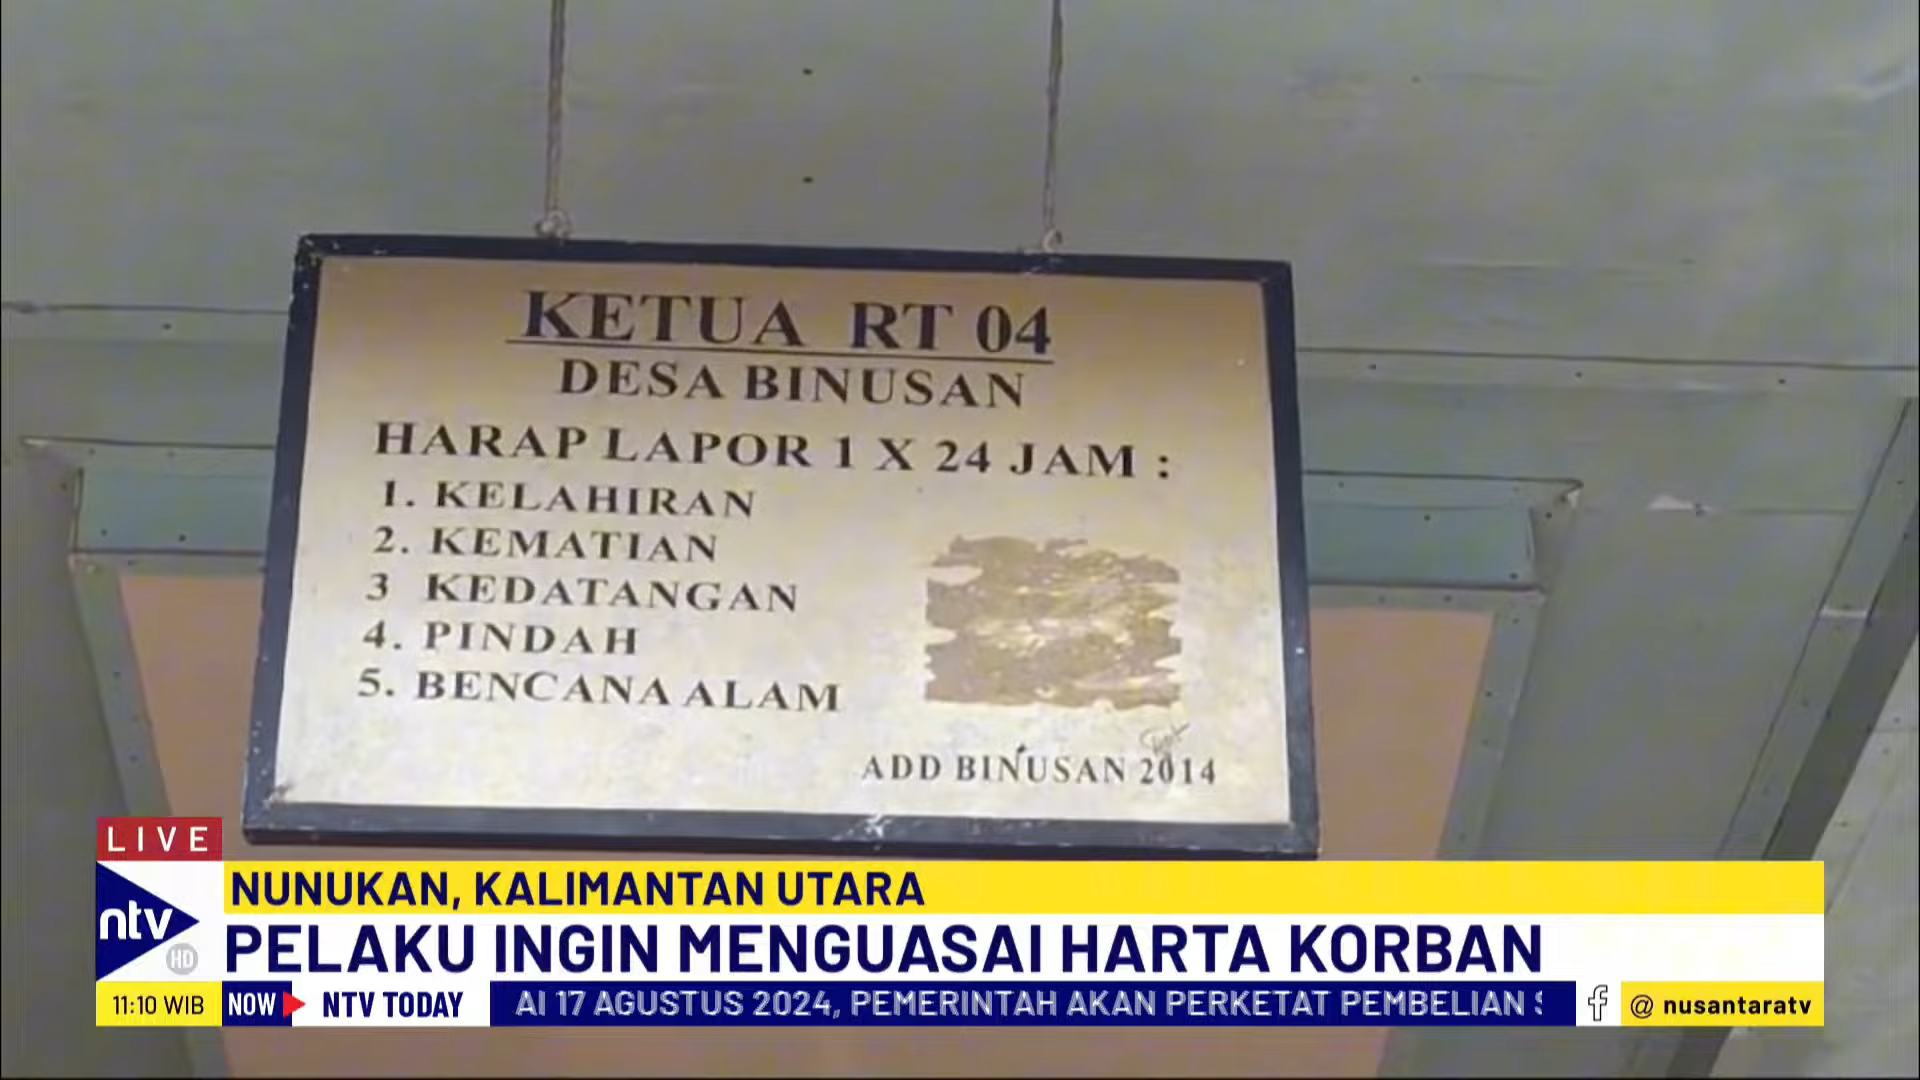 KETUA RT 04
DESA BINUSAN
HARAP LAPOR 1 X 24 JAM :
1. KELAHIRAN
2. KEMATIAN
3 KEDATANGAN
4. PINDAH
5. BENCANA ALAM
ADD BINUSAN 2014
LIVE
NUNUKAN, KALIMANTAN UTARA
ntv HD
PELAKU INGIN MENGUASAI HARTA KORBAN
11:10 WIB NOW NTV TODAY AI 17 AGUSTUS 2024, PEMERINTAH AKAN PERKETAT PEMBELIAN S f @ nusantaratv